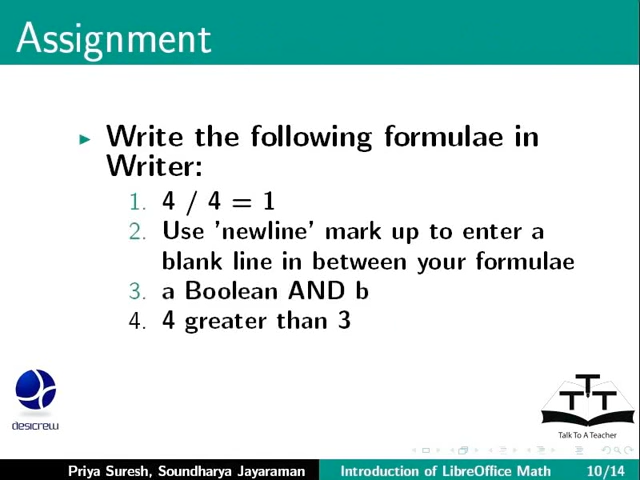 Assignment
Write the following formulae in
Writer:
1. 4 / 4 = 1
2. Use 'newline' mark up to enter a
blank line in between your formulae
3. a Boolean AND b
4. 4 greater than 3
desicrew
TTT
Talk To A Teacher
Priya Suresh, Soundharya Jayaraman Introduction of LibreOffice Math 10/14